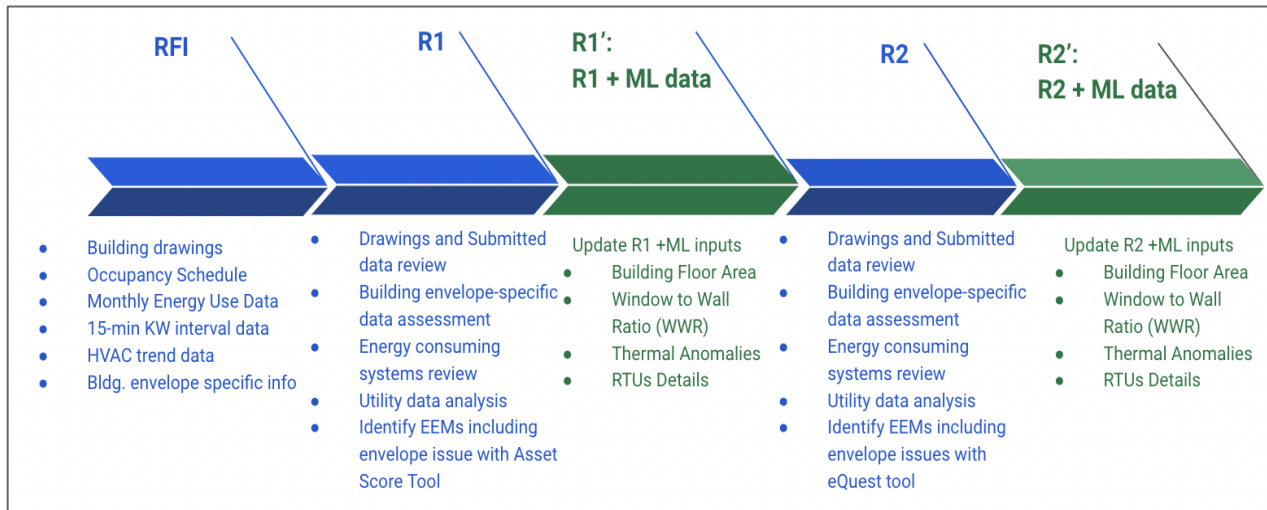 RFI
R1
R1’:
R1 + ML data
R2
R2’:
R2 + ML data
● Building drawings
● Occupancy Schedule
● Monthly Energy Use Data
● 15-min KW interval data
● HVAC trend data
● Bldg. envelope specific info
● Drawings and Submitted
data review
● Building envelope-specific
data assessment
● Energy consuming
systems review
● Utility data analysis
● Identify EEMs including
envelope issue with Asset
Score Tool
Update R1 +ML inputs
● Building Floor Area
● Window to Wall
Ratio (WWR)
● Thermal Anomalies
● RTUs Details
● Drawings and Submitted
data review
● Building envelope-specific
data assessment
● Energy consuming
systems review
● Utility data analysis
● Identify EEMs including
envelope issues with
eQuest tool
Update R2 +ML inputs
● Building Floor Area
● Window to Wall
Ratio (WWR)
● Thermal Anomalies
● RTUs Details